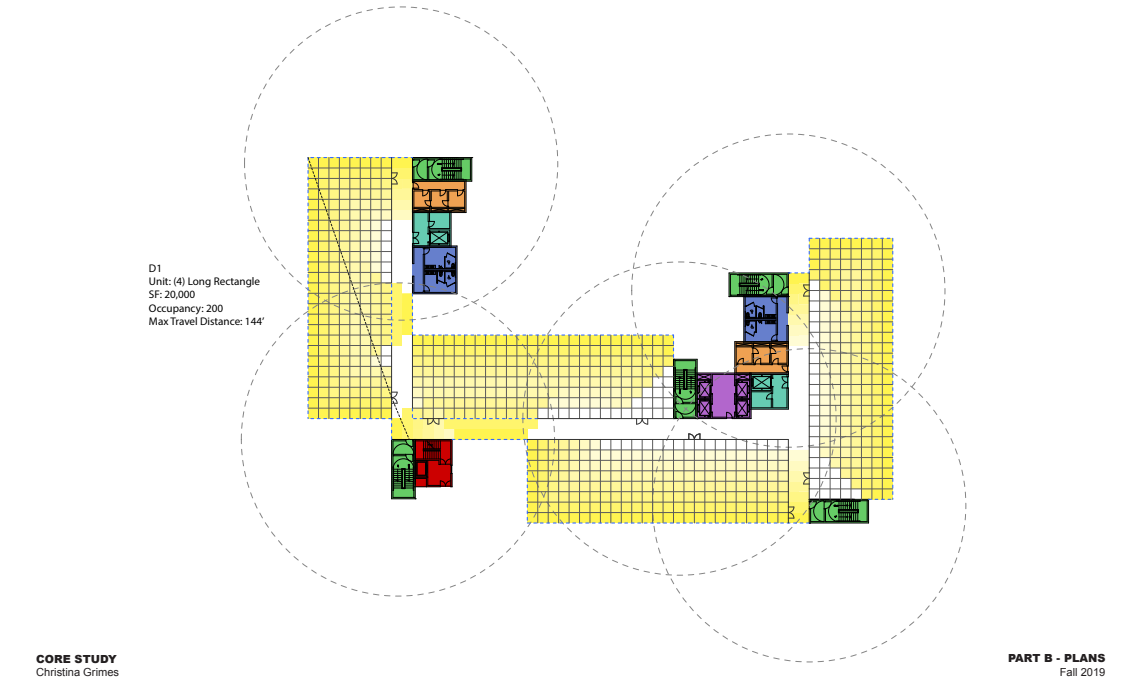 D1
Unit: (4) Long Rectangle
SF: 20,000
Occupancy: 200
Max Travel Distance: 144’
CORE STUDY
Christina Grimes
PART B - PLANS
Fall 2019